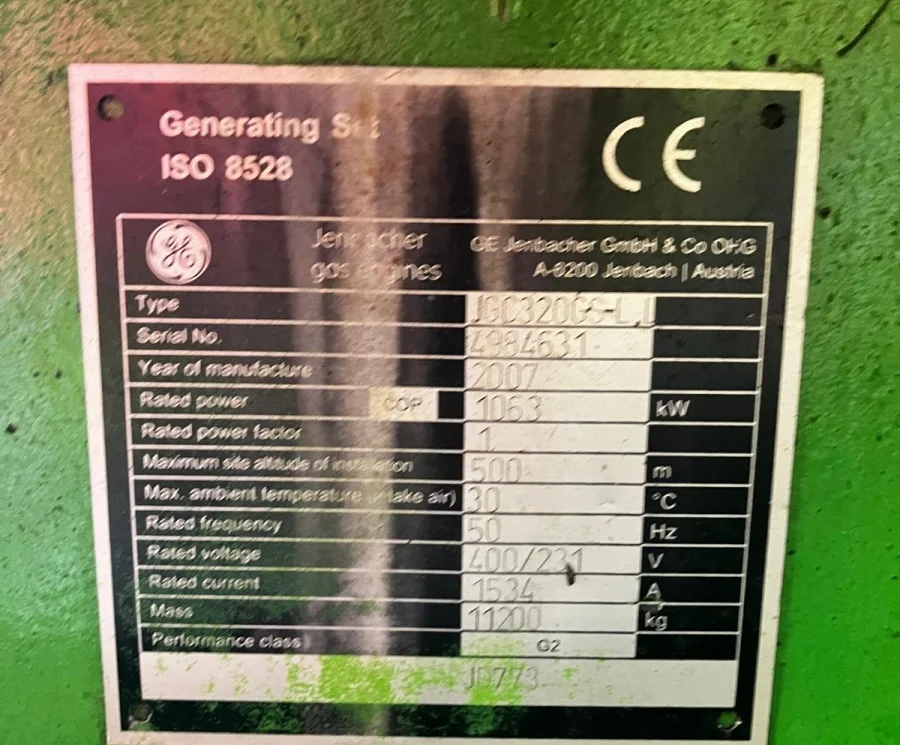 Generating Set
ISO 8528
CE
Jenbacher
gas engines
GE Jenbacher GmbH & Co OHG
A-6200 Jenbach | Austria
Type JGC320GS-L.L
Serial No. 4984631
Year of manufacture 2007
Rated power COP 1063 kW
Rated power factor 1
Maximum site altitude of installation 500 m
Max. ambient temperature (intake air) 30 °C
Rated frequency 50 Hz
Rated voltage 400/231 V
Rated current 1534 A
Mass 11200 kg
Performance class G2
JD773